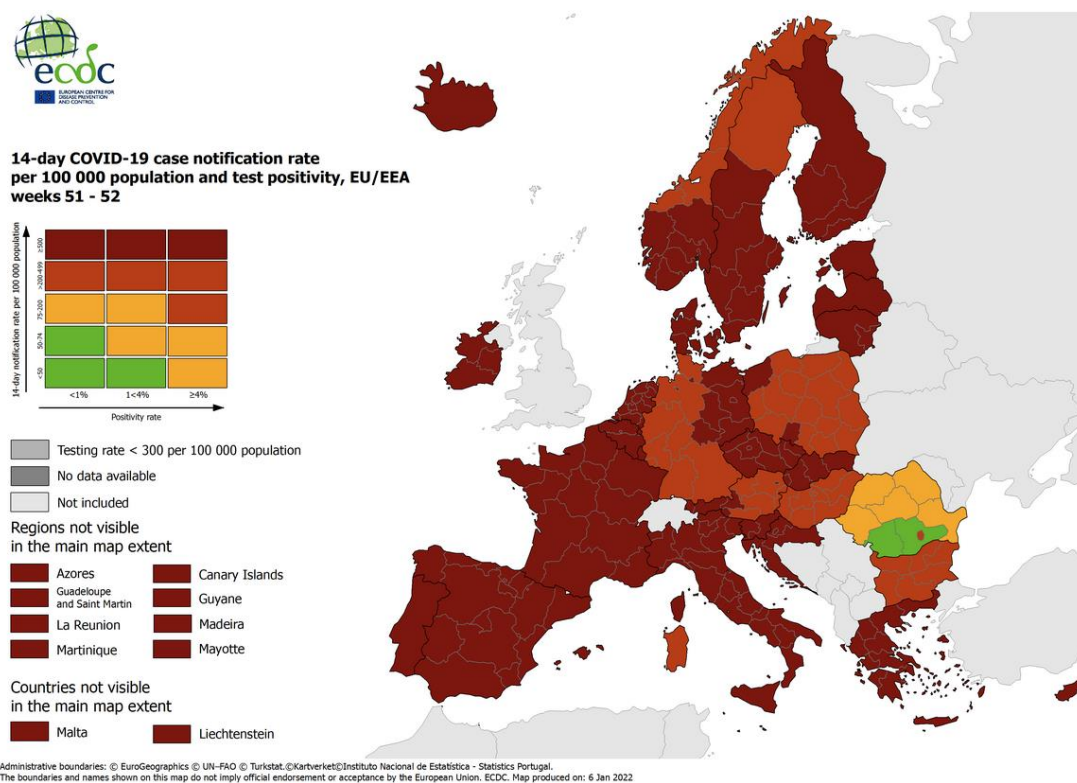 ecdc
EUROPEAN CENTRE FOR
DISEASE PREVENTION
AND CONTROL
14-day COVID-19 case notification rate
per 100 000 population and test positivity, EU/EEA
weeks 51 - 52
14-day notification rate per 100 000 population
≥500
>200-499
75-200
50-74
<50
<1%
1<4%
≥4%
Positivity rate
Testing rate < 300 per 100 000 population
No data available
Not included
Regions not visible
in the main map extent
Azores
Canary Islands
Guadeloupe
and Saint Martin
Guyane
La Reunion
Madeira
Martinique
Mayotte
Countries not visible
in the main map extent
Malta
Liechtenstein
Administrative boundaries: © EuroGeographics © UN–FAO © Turkstat.©Kartverket©Instituto Nacional de Estatística - Statistics Portugal.
The boundaries and names shown on this map do not imply official endorsement or acceptance by the European Union. ECDC. Map produced on: 6 Jan 2022